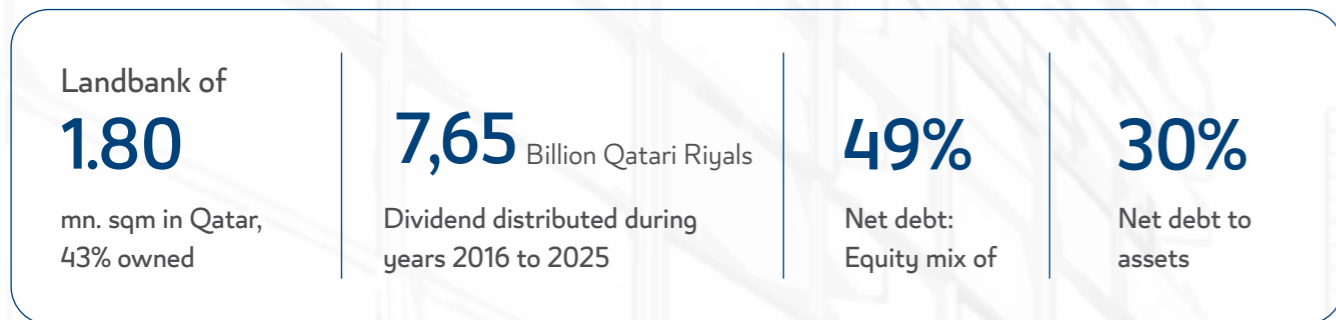 Landbank of
1.80
mn. sqm in Qatar,
43% owned
7,65 Billion Qatari Riyals
Dividend distributed during
years 2016 to 2025
49%
Net debt:
Equity mix of
30%
Net debt to
assets